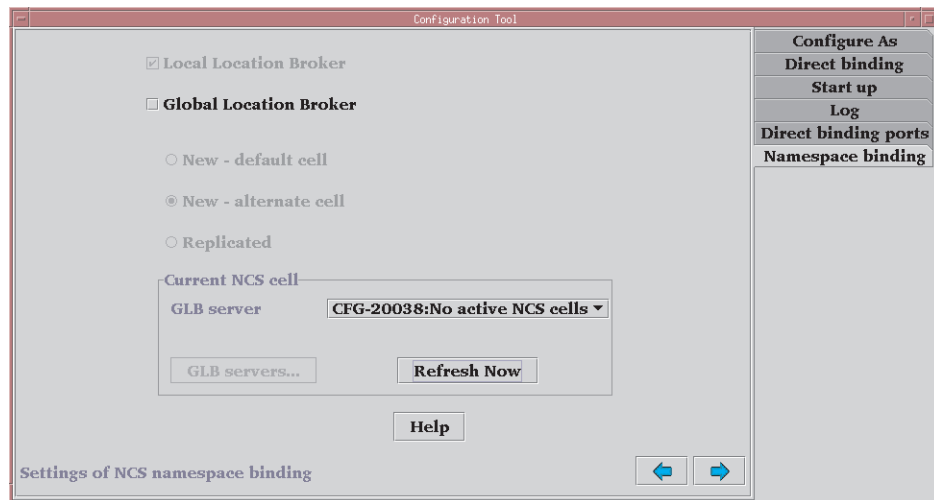 Configuration Tool
Configure As
Direct binding
Start up
Log
Direct binding ports
Namespace binding
Local Location Broker
Global Location Broker
New - default cell
New - alternate cell
Replicated
Current NCS cell
GLB server CFG-20038:No active NCS cells
GLB servers... Refresh Now
Help
Settings of NCS namespace binding